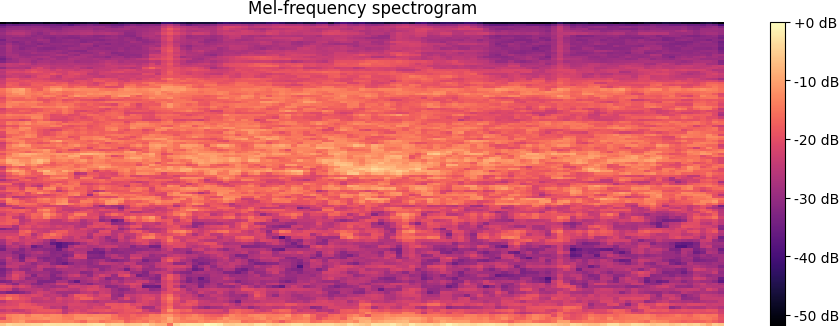 Mel-frequency spectrogram
+0 dB
-10 dB
-20 dB
-30 dB
-40 dB
-50 dB